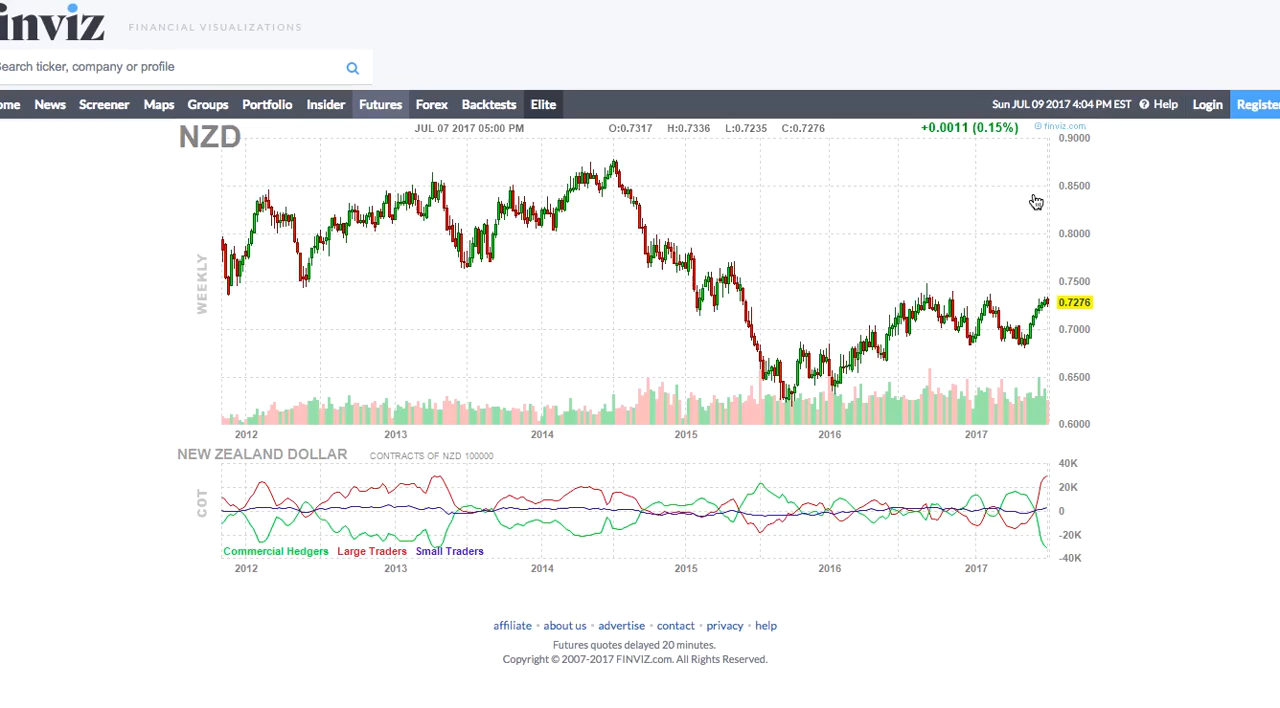 inviz FINANCIAL VISUALIZATIONS
earch ticker, company or profile
ome News Screener Maps Groups Portfolio Insider Futures Forex Backtests Elite Sun JUL 09 2017 4:04 PM EST Help Login Register
NZD JUL 07 2017 05:00 PM O:0.7317 H:0.7336 L:0.7235 C:0.7276 +0.0011 (0.15%) © finviz.com
0.9000
0.8500
0.8000
0.7500
0.7276
0.7000
0.6500
0.6000
WEEKLY
2012 2013 2014 2015 2016 2017
NEW ZEALAND DOLLAR CONTRACTS OF NZD 100000
40K
20K
0
-20K
-40K
COT
Commercial Hedgers Large Traders Small Traders
2012 2013 2014 2015 2016 2017
affiliate • about us • advertise • contact • privacy • help
Futures quotes delayed 20 minutes.
Copyright © 2007-2017 FINVIZ.com. All Rights Reserved.